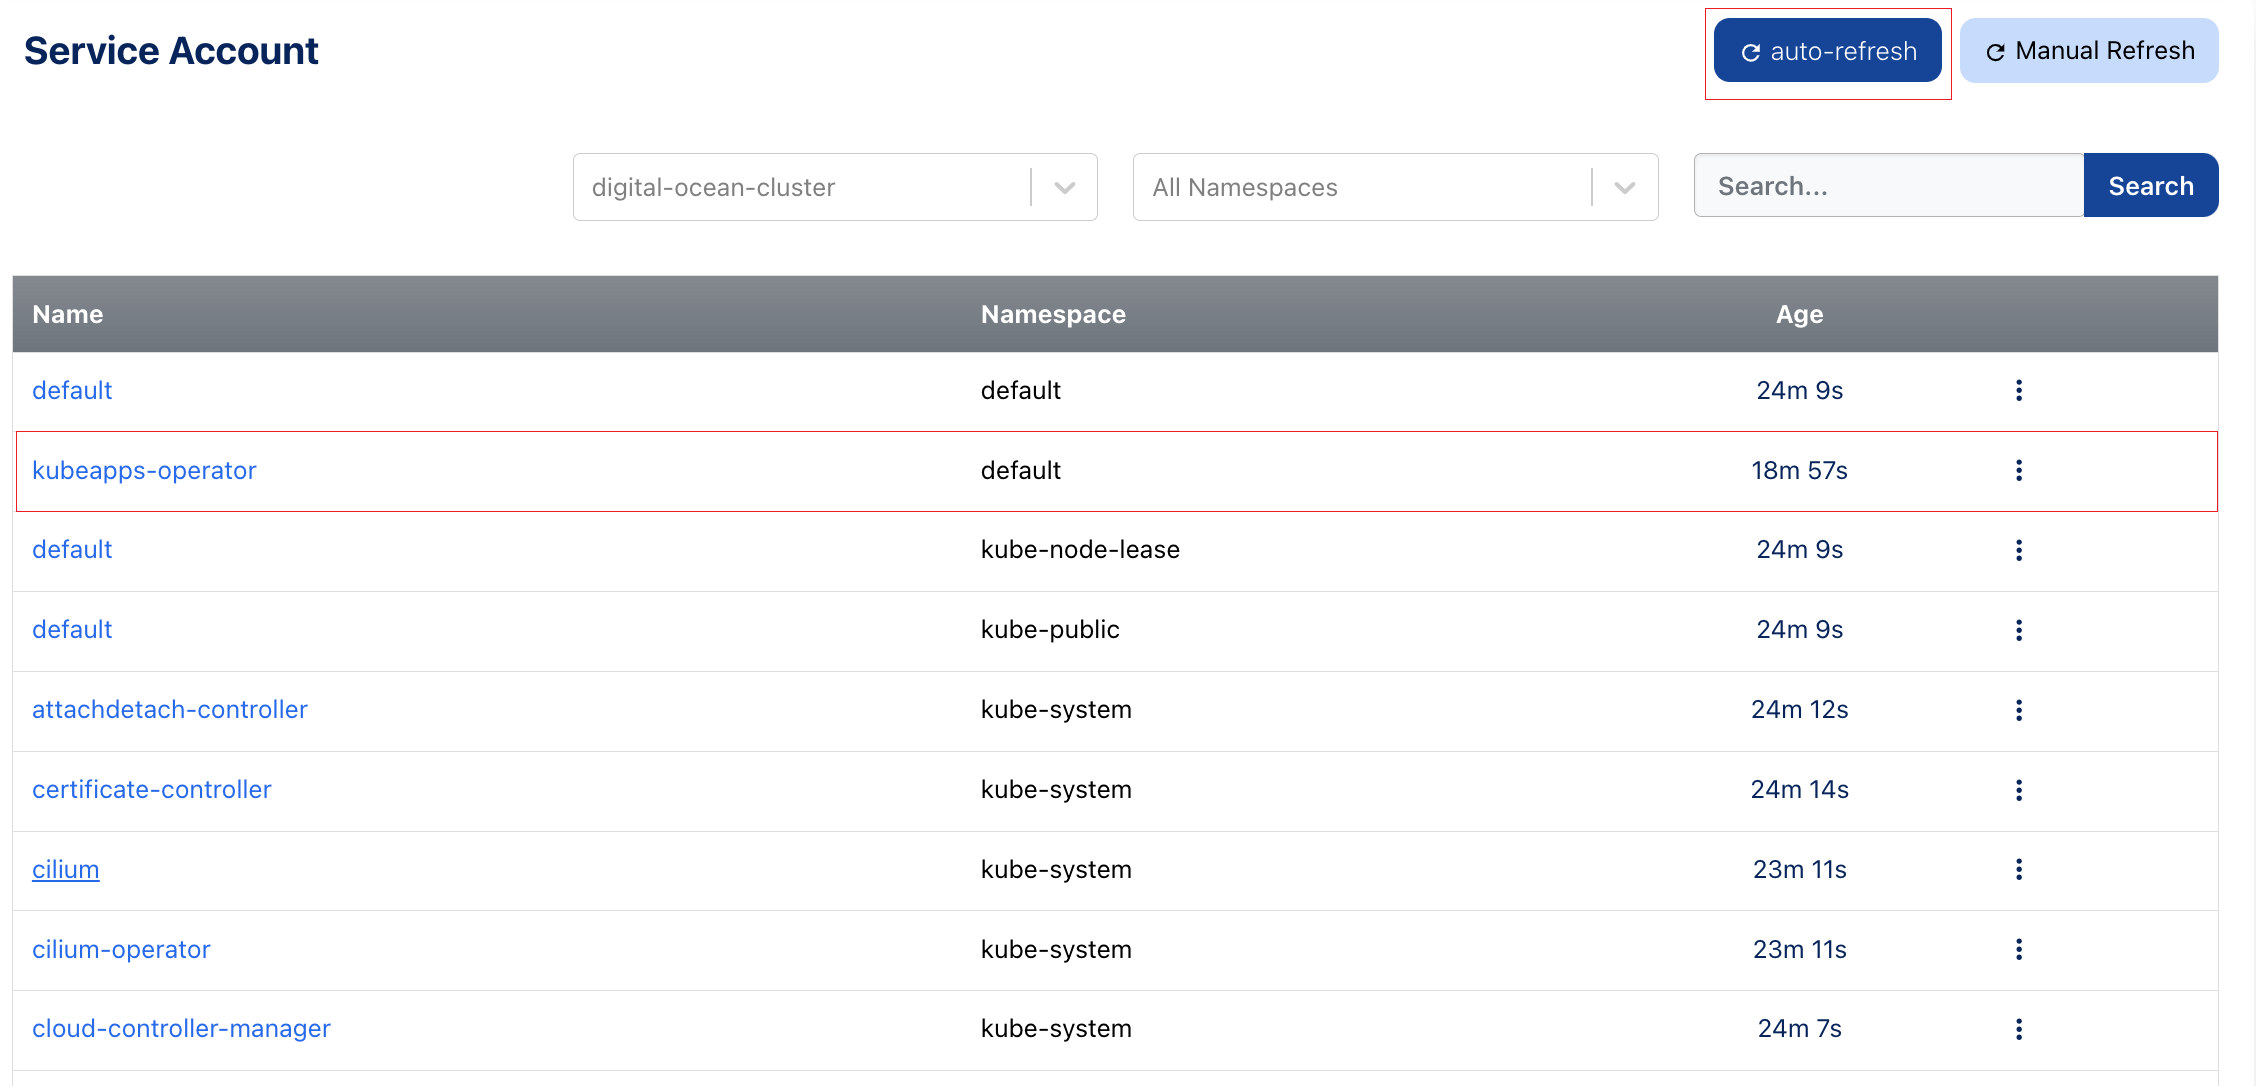 Service Account
auto-refresh Manual Refresh
digital-ocean-cluster All Namespaces Search... Search
Name Namespace Age
default default 24m 9s
kubeapps-operator default 18m 57s
default kube-node-lease 24m 9s
default kube-public 24m 9s
attachdetach-controller kube-system 24m 12s
certificate-controller kube-system 24m 14s
cilium kube-system 23m 11s
cilium-operator kube-system 23m 11s
cloud-controller-manager kube-system 24m 7s